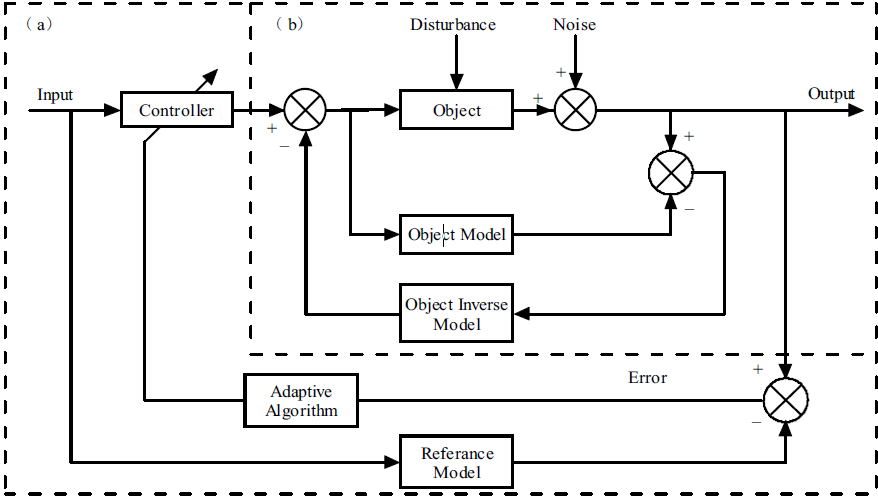 （a）
（b）
Disturbance
Noise
Input
Controller
+
−
Object
+
+
Output
+
−
Object Model
Object Inverse
Model
Error
+
−
Adaptive
Algorithm
Referance
Model